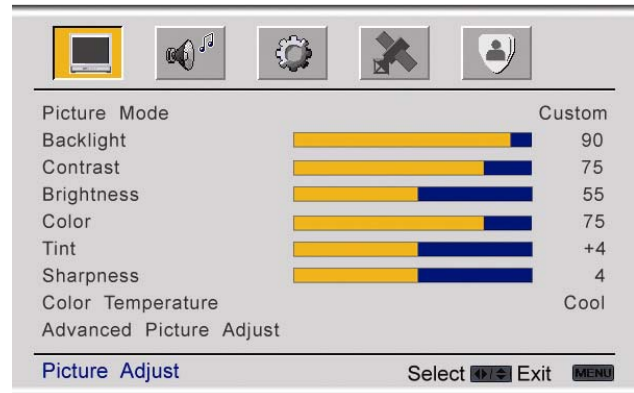 Picture Mode Custom
Backlight 90
Contrast 75
Brightness 55
Color 75
Tint +4
Sharpness 4
Color Temperature Cool
Advanced Picture Adjust
Picture Adjust Select Exit MENU